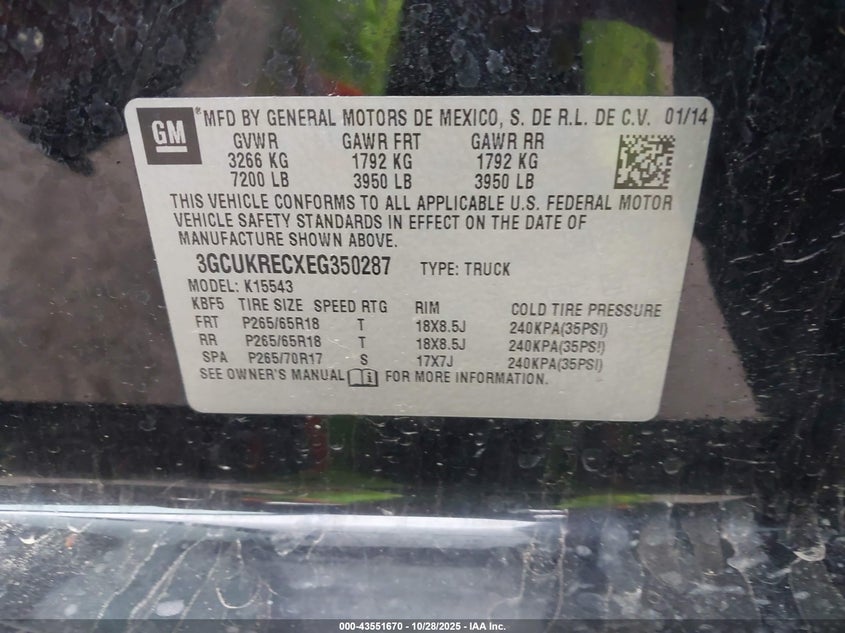 GM ® MFD BY GENERAL MOTORS DE MEXICO, S. DE R.L. DE C.V. 01/14
GVWR GAWR FRT GAWR RR
3266 KG 1792 KG 1792 KG
7200 LB 3950 LB 3950 LB
THIS VEHICLE CONFORMS TO ALL APPLICABLE U.S. FEDERAL MOTOR
VEHICLE SAFETY STANDARDS IN EFFECT ON THE DATE OF
MANUFACTURE SHOWN ABOVE.
3GCUKRECXEG350287 TYPE: TRUCK
MODEL: K15543
KBF5 TIRE SIZE SPEED RTG RIM COLD TIRE PRESSURE
FRT P265/65R18 T 18X8.5J 240KPA(35PSI)
RR P265/65R18 T 18X8.5J 240KPA(35PSI)
SPA P265/70R17 S 17X7J 240KPA(35PSI)
SEE OWNER'S MANUAL FOR MORE INFORMATION.
000-43551670 | 10/28/2025 | IAA Inc.